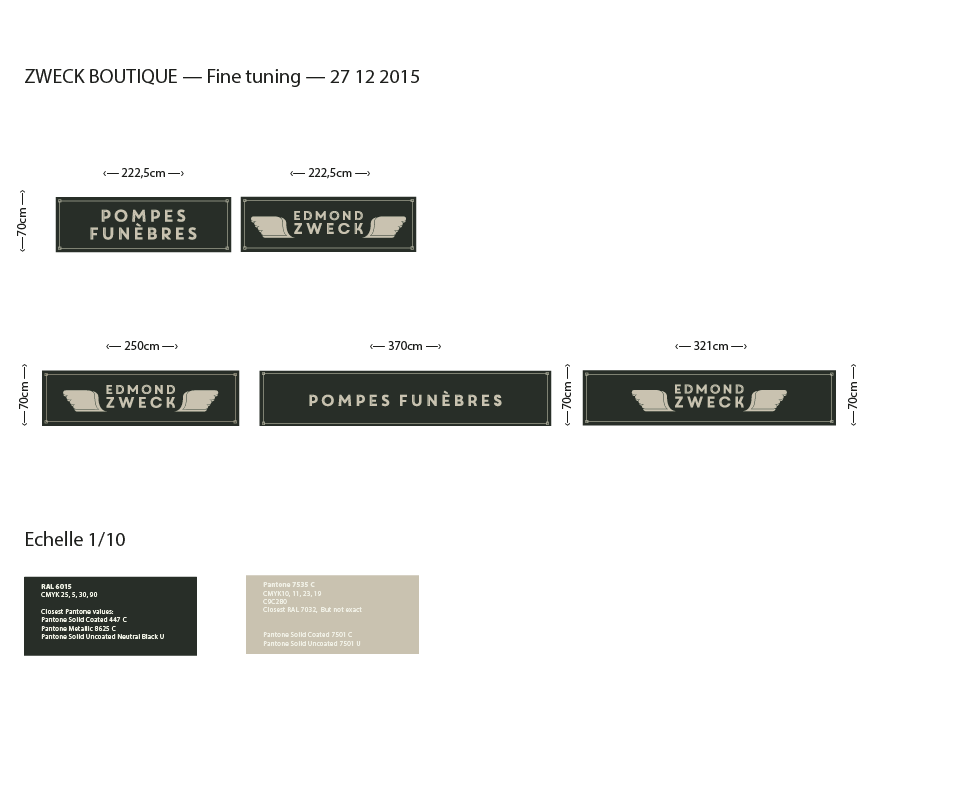 ZWECK BOUTIQUE — Fine tuning — 27 12 2015
‹— 222,5cm —›
‹— 222,5cm —›
‹—70cm —›
POMPES
FUNÈBRES
EDMOND
ZWECK
‹— 250cm —›
‹— 370cm —›
‹— 321cm —›
‹—70cm —›
EDMOND
ZWECK
POMPES FUNÈBRES
‹—70cm —›
EDMOND
ZWECK
‹—70cm —›
Echelle 1/10
RAL 6015
CMYK 25, 5, 30, 90
Closest Pantone values:
Pantone Solid Coated 447 C
Pantone Metallic 8625 C
Pantone Solid Uncoated Neutral Black U
Pantone 7535 C
CMYK10, 11, 23, 19
C9C2B0
Closest RAL 7032, But not exact
Pantone Solid Coated 7501 C
Pantone Solid Uncoated 7501 U